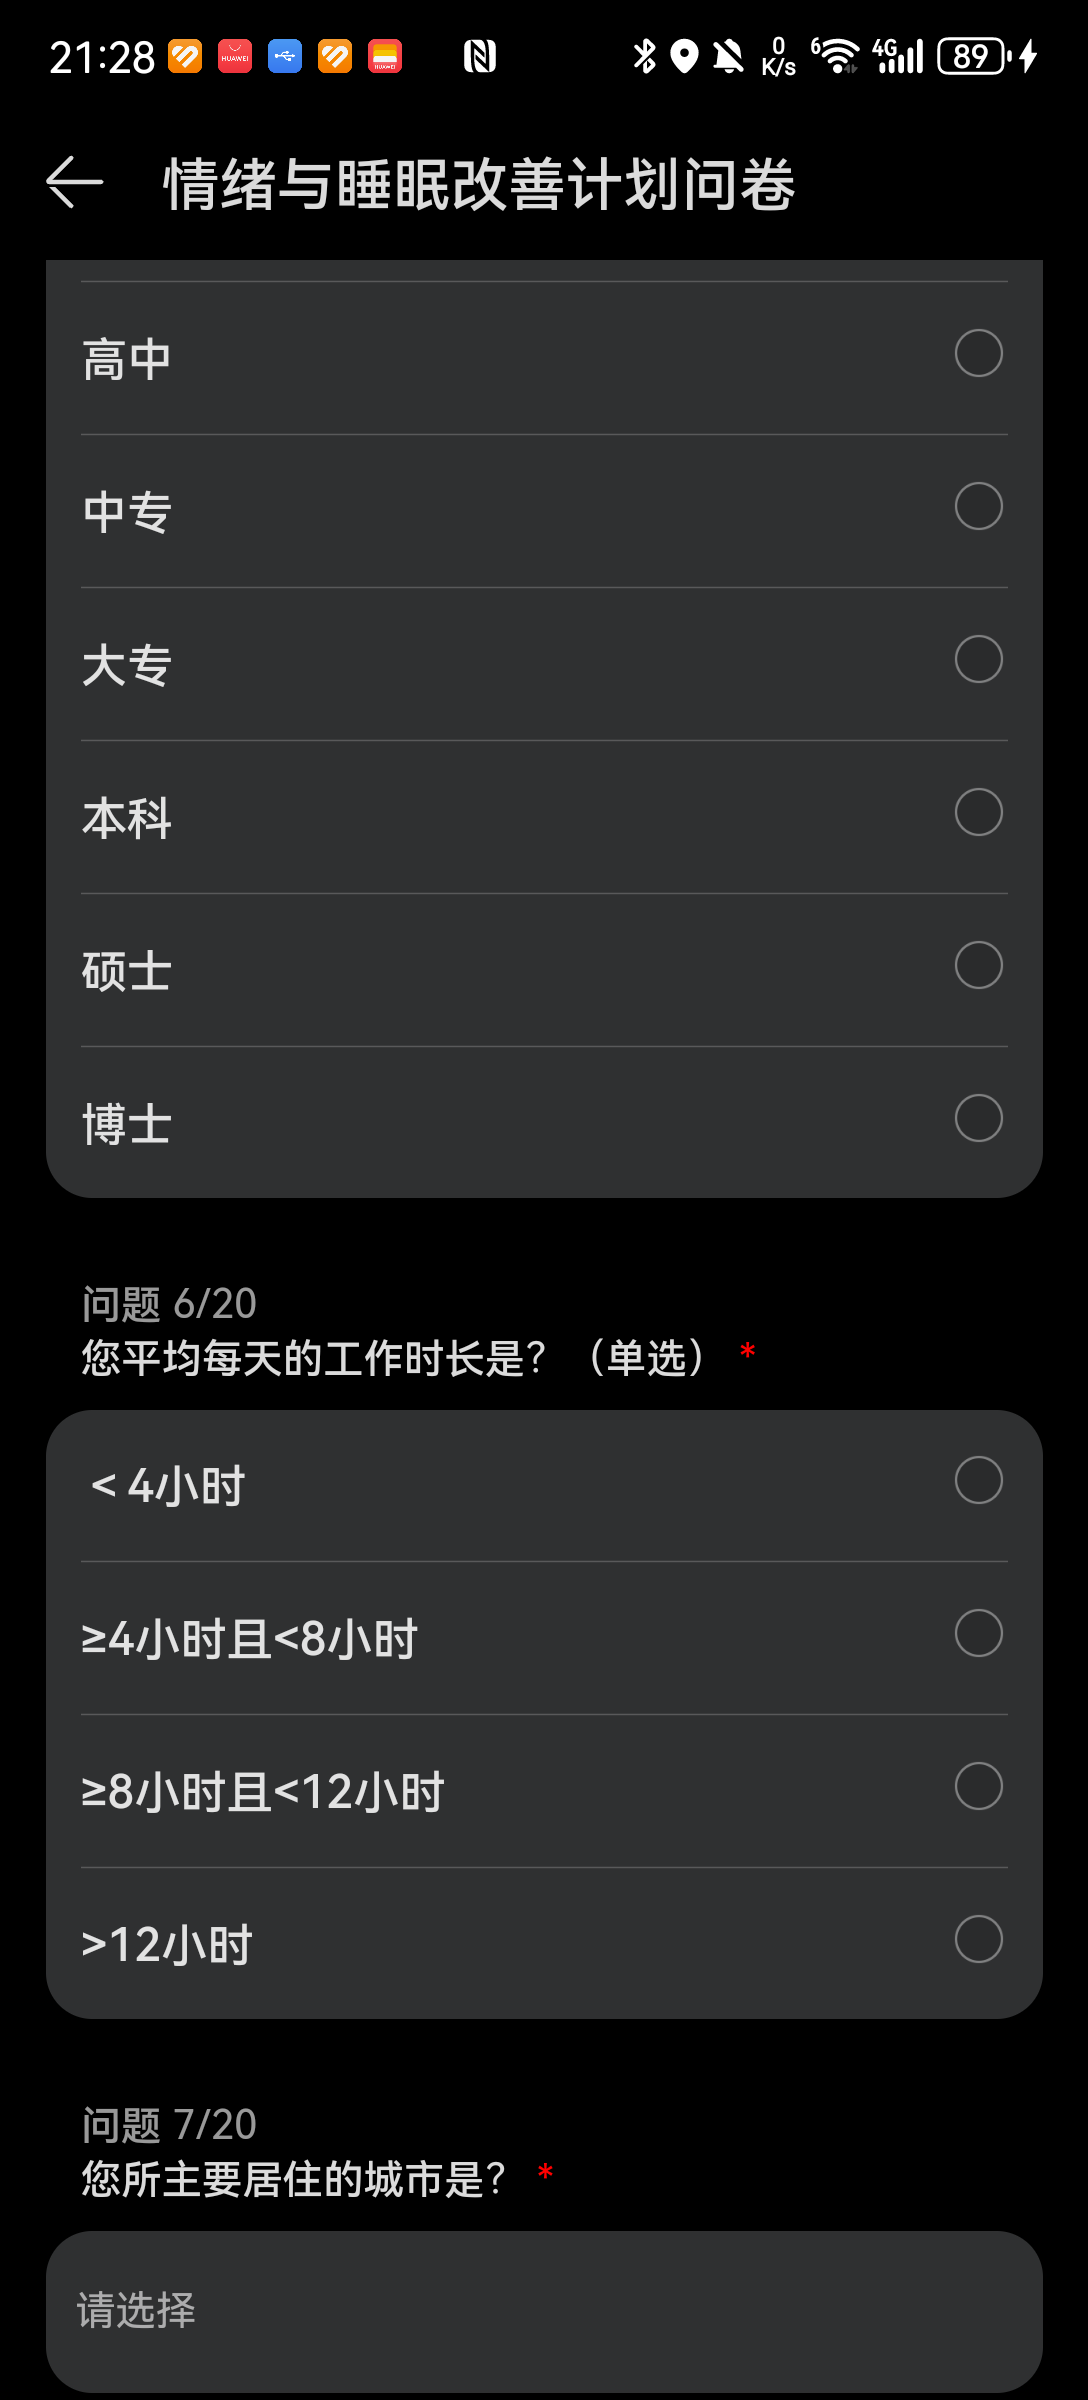 21:28
HUAWEI
HUAWEI
0
K/s
6
4G
89
情绪与睡眠改善计划问卷
高中
中专
大专
本科
硕士
博士
问题 6/20
您平均每天的工作时长是？（单选） *
< 4小时
≥4小时且<8小时
≥8小时且<12小时
>12小时
问题 7/20
您所主要居住的城市是？ *
请选择